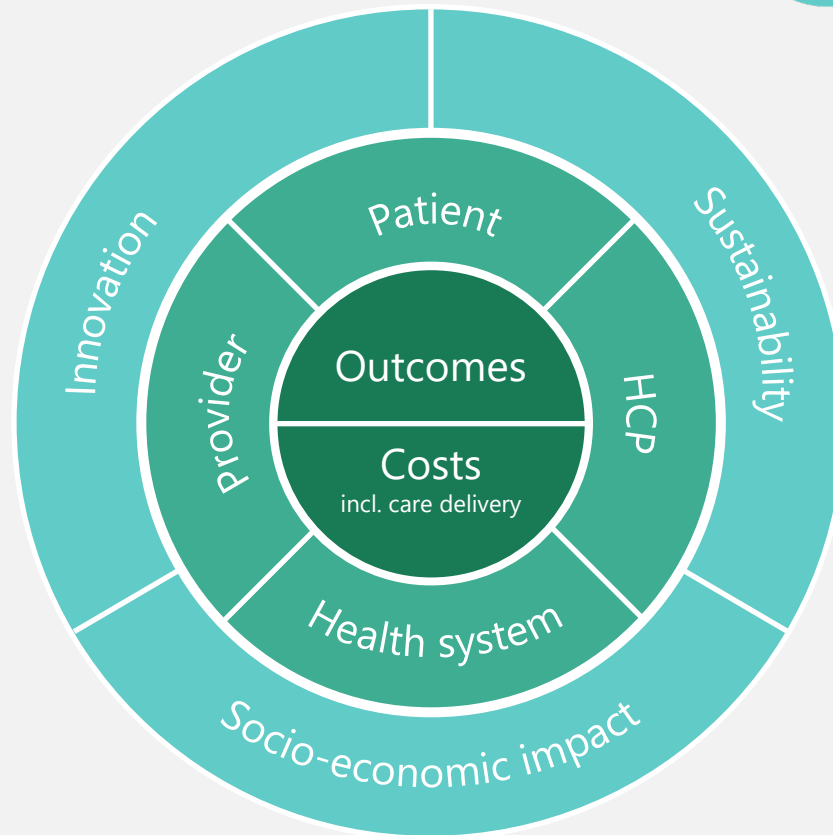 Innovation
Sustainability
Patient
Provider
HCP
Outcomes
Costs
incl. care delivery
Health system
Socio-economic impact